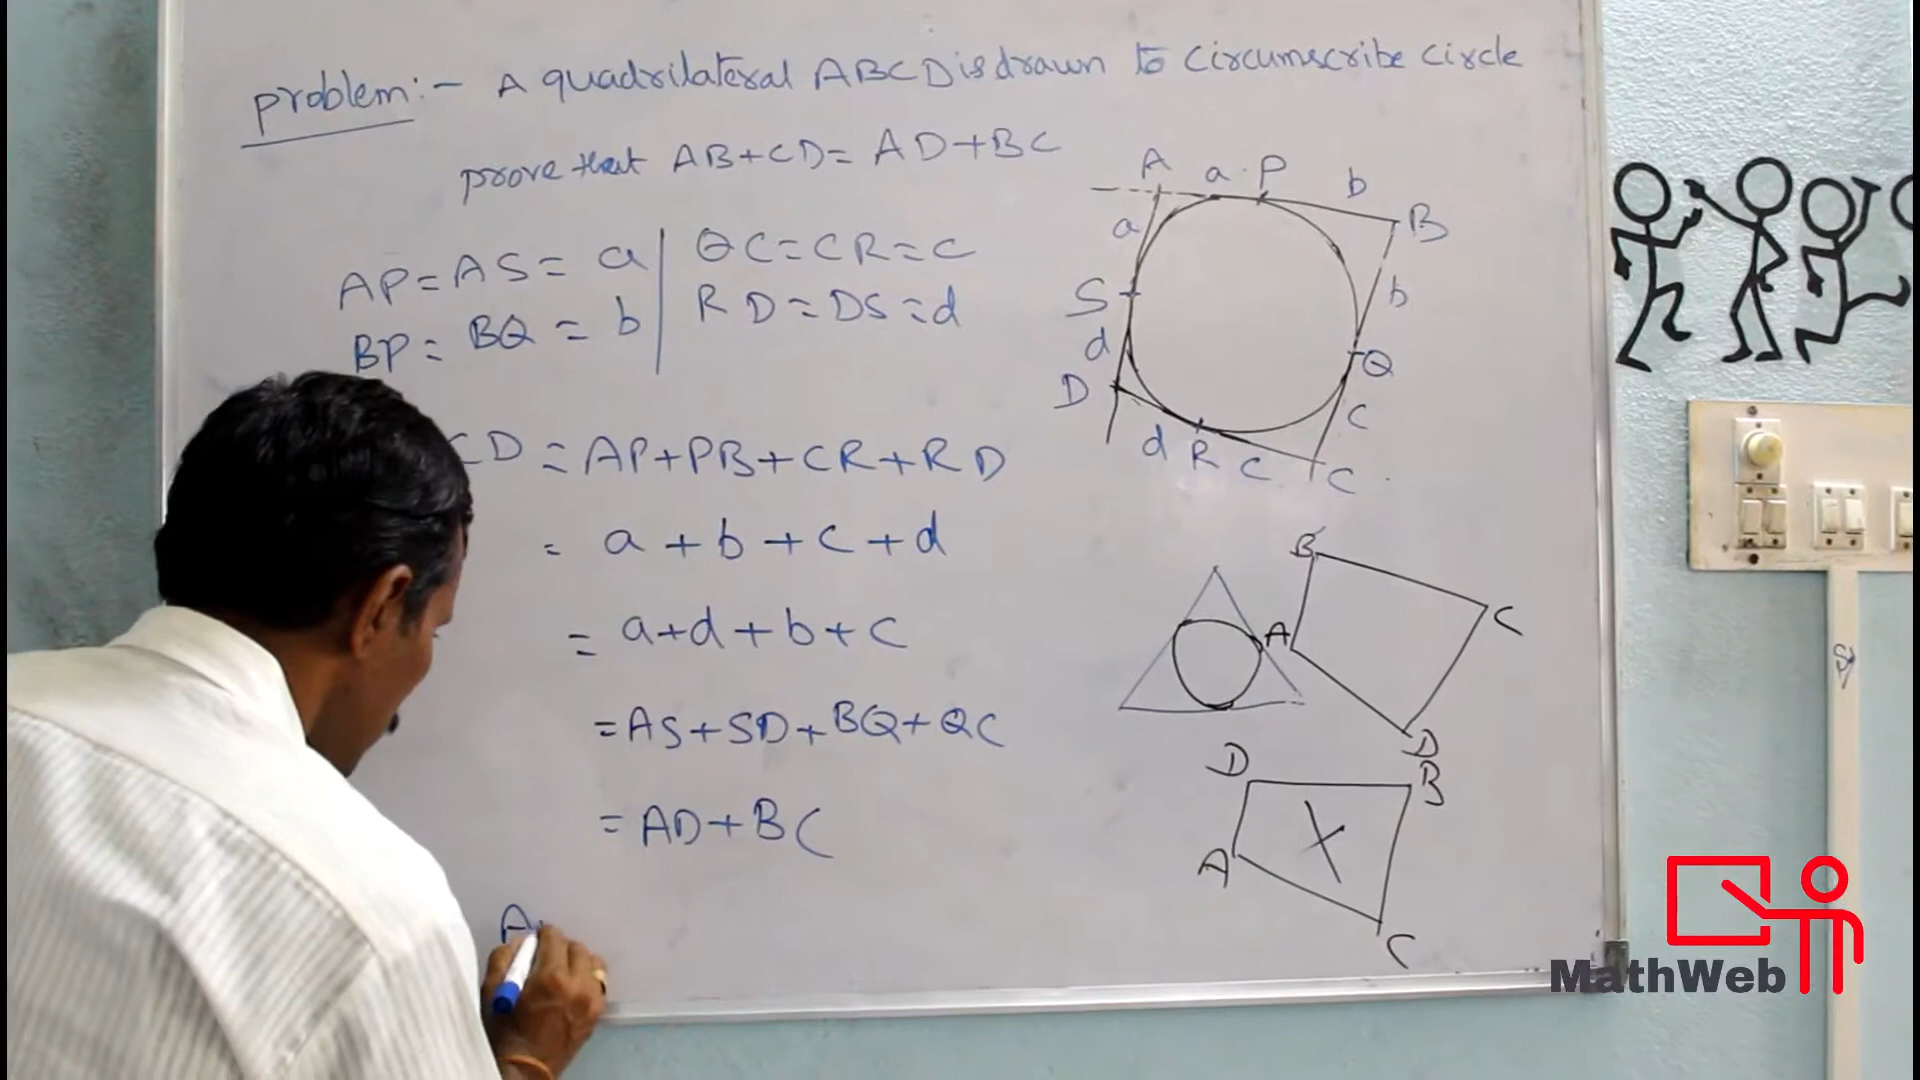 problem:- A quadrilateral ABCD is drawn to circumscribe circle
prove that AB+CD= AD+BC
AP=AS= a
BP= BQ = b
QC=CR=C
RD=DS=d
CD =AP+PB+CR+RD
= a+b+c+d
= a+d+b+c
=AS+SD+BQ+QC
=AD+BC
A
A a P b
B
a
S b
d Q
D C
d R C C
B
C
A
D
D B
A
C
MathWeb